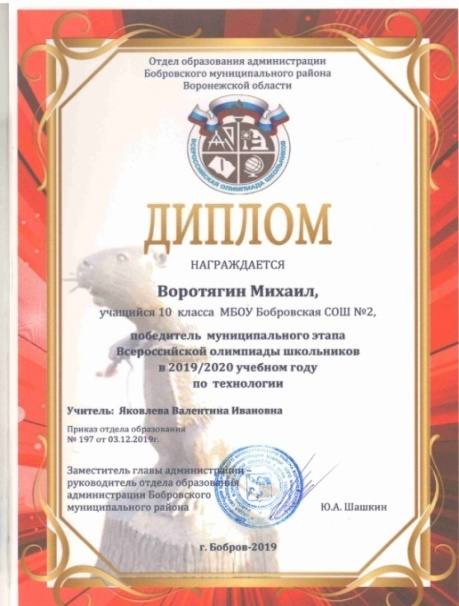 Отдел образования администрации
Бобровского муниципального района
Воронежской области
ВСЕРОССИЙСКАЯ ОЛИМПИАДА ШКОЛЬНИКОВ
ДИПЛОМ
НАГРАЖДАЕТСЯ
Воротягин Михаил,
учащийся 10 класса МБОУ Бобровская СОШ №2,
победитель муниципального этапа
Всероссийской олимпиады школьников
в 2019/2020 учебном году
по технологии
Учитель: Яковлева Валентина Ивановна
Приказ отдела образования
№ 197 от 03.12.2019г.
Заместитель главы администрации –
руководитель отдела образования
администрации Бобровского
муниципального района
Ю.А. Шашкин
г. Бобров-2019